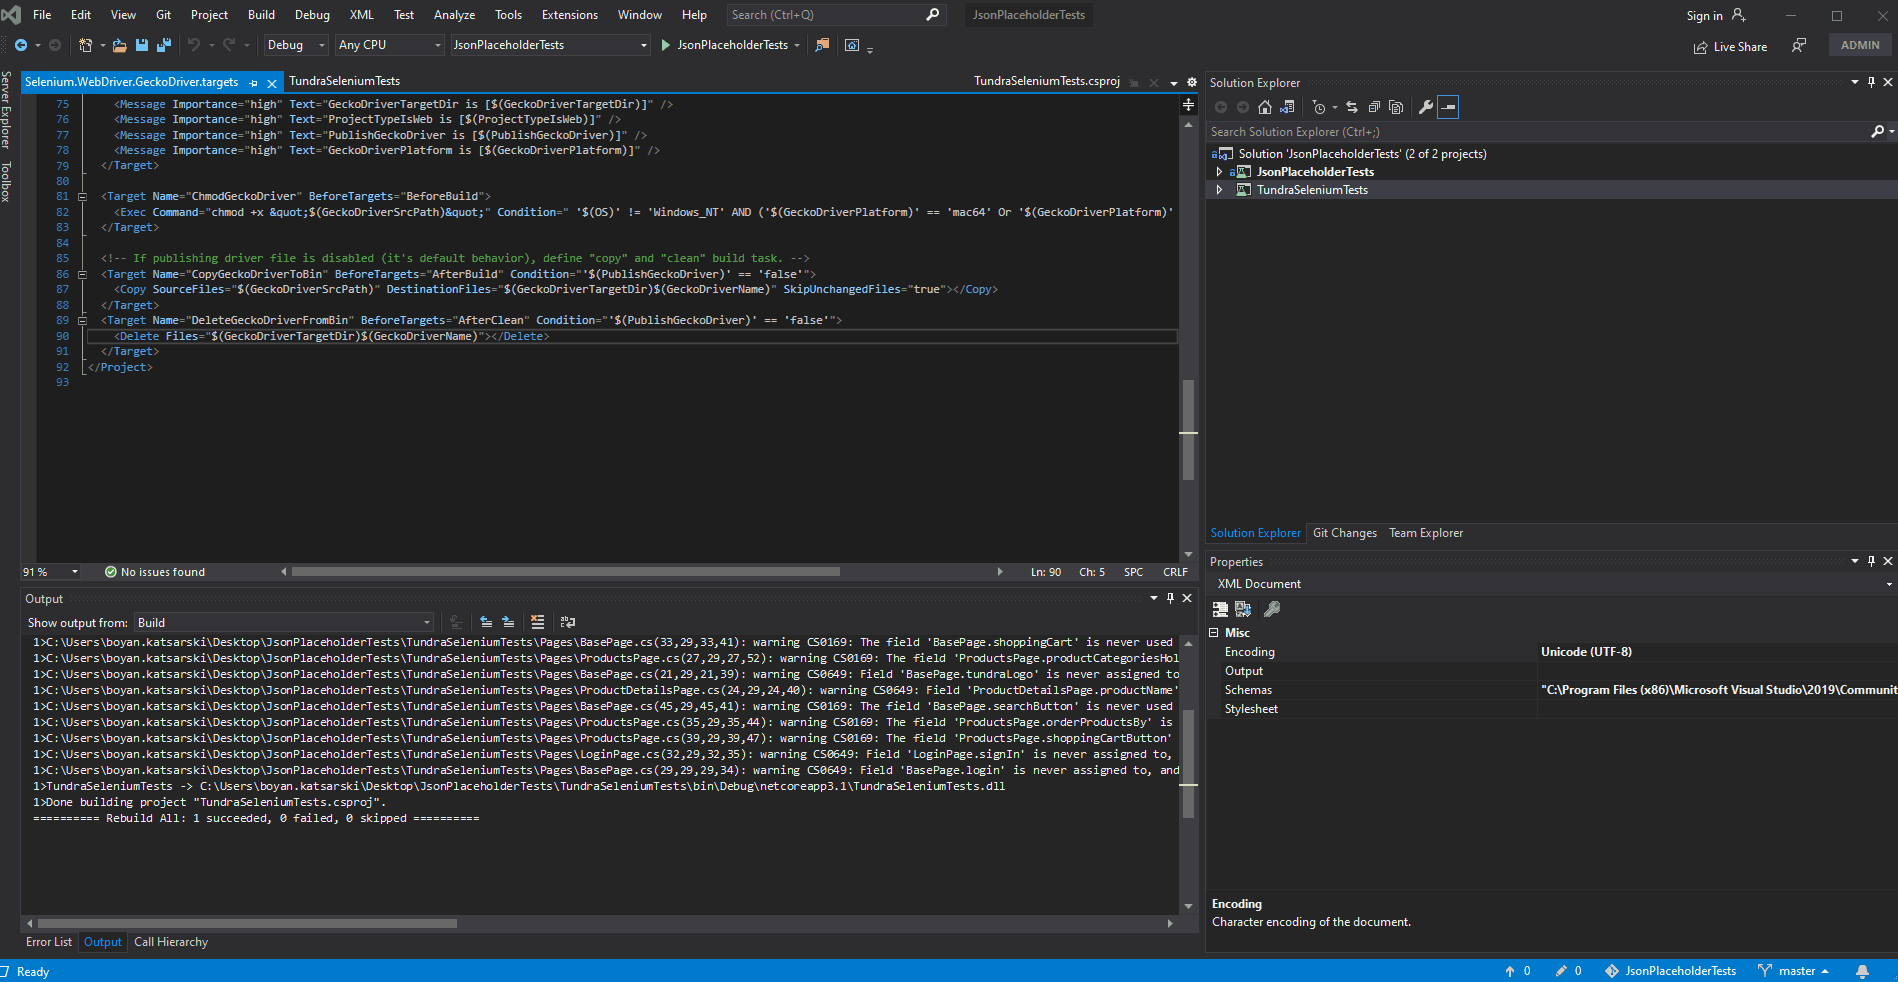 File Edit View Git Project Build Debug XML Test Analyze Tools Extensions Window Help Search (Ctrl+Q) JsonPlaceholderTests Sign in
Debug Any CPU JsonPlaceholderTests JsonPlaceholderTests Live Share ADMIN
Server Explorer
Toolbox
Selenium.WebDriver.GeckoDriver.targets TundraSeleniumTests TundraSeleniumTests.csproj
75 <Message Importance="high" Text="GeckoDriverTargetDir is [$(GeckoDriverTargetDir)]" />
76 <Message Importance="high" Text="ProjectTypeIsWeb is [$(ProjectTypeIsWeb)]" />
77 <Message Importance="high" Text="PublishGeckoDriver is [$(PublishGeckoDriver)]" />
78 <Message Importance="high" Text="GeckoDriverPlatform is [$(GeckoDriverPlatform)]" />
79 </Target>
80
81 <Target Name="ChmodGeckoDriver" BeforeTargets="BeforeBuild">
82 <Exec Command="chmod +x &quot;$(GeckoDriverSrcPath)&quot;" Condition=" '$(OS)' != 'Windows_NT' AND ('$(GeckoDriverPlatform)' == 'mac64' Or '$(GeckoDriverPlatform)'
83 </Target>
84
85 <!-- If publishing driver file is disabled (it's default behavior), define "copy" and "clean" build task. -->
86 <Target Name="CopyGeckoDriverToBin" BeforeTargets="AfterBuild" Condition="'$(PublishGeckoDriver)' == 'false'">
87 <Copy SourceFiles="$(GeckoDriverSrcPath)" DestinationFiles="$(GeckoDriverTargetDir)$(GeckoDriverName)" SkipUnchangedFiles="true"></Copy>
88 </Target>
89 <Target Name="DeleteGeckoDriverFromBin" BeforeTargets="AfterClean" Condition="'$(PublishGeckoDriver)' == 'false'">
90 <Delete Files="$(GeckoDriverTargetDir)$(GeckoDriverName)"></Delete>
91 </Target>
92 </Project>
93
91 % No issues found Ln: 90 Ch: 5 SPC CRLF
Output
Show output from: Build
1>C:\Users\boyan.katsarski\Desktop\JsonPlaceholderTests\TundraSeleniumTests\Pages\BasePage.cs(33,29,33,41): warning CS0169: The field 'BasePage.shoppingCart' is never used
1>C:\Users\boyan.katsarski\Desktop\JsonPlaceholderTests\TundraSeleniumTests\Pages\ProductsPage.cs(27,29,27,52): warning CS0169: The field 'ProductsPage.productCategoriesHol
1>C:\Users\boyan.katsarski\Desktop\JsonPlaceholderTests\TundraSeleniumTests\Pages\BasePage.cs(21,29,21,39): warning CS0649: Field 'BasePage.tundraLogo' is never assigned to
1>C:\Users\boyan.katsarski\Desktop\JsonPlaceholderTests\TundraSeleniumTests\Pages\ProductDetailsPage.cs(24,29,24,40): warning CS0649: Field 'ProductDetailsPage.productName'
1>C:\Users\boyan.katsarski\Desktop\JsonPlaceholderTests\TundraSeleniumTests\Pages\BasePage.cs(45,29,45,41): warning CS0169: The field 'BasePage.searchButton' is never used
1>C:\Users\boyan.katsarski\Desktop\JsonPlaceholderTests\TundraSeleniumTests\Pages\ProductsPage.cs(35,29,35,44): warning CS0169: The field 'ProductsPage.orderProductsBy' is
1>C:\Users\boyan.katsarski\Desktop\JsonPlaceholderTests\TundraSeleniumTests\Pages\ProductsPage.cs(39,29,39,47): warning CS0169: The field 'ProductsPage.shoppingCartButton'
1>C:\Users\boyan.katsarski\Desktop\JsonPlaceholderTests\TundraSeleniumTests\Pages\LoginPage.cs(32,29,32,35): warning CS0649: Field 'LoginPage.signIn' is never assigned to,
1>C:\Users\boyan.katsarski\Desktop\JsonPlaceholderTests\TundraSeleniumTests\Pages\BasePage.cs(29,29,29,34): warning CS0649: Field 'BasePage.login' is never assigned to, and
1>TundraSeleniumTests -> C:\Users\boyan.katsarski\Desktop\JsonPlaceholderTests\TundraSeleniumTests\bin\Debug\netcoreapp3.1\TundraSeleniumTests.dll
1>Done building project "TundraSeleniumTests.csproj".
========== Rebuild All: 1 succeeded, 0 failed, 0 skipped ==========
Error List Output Call Hierarchy
Solution Explorer
Search Solution Explorer (Ctrl+;)
Solution 'JsonPlaceholderTests' (2 of 2 projects)
JsonPlaceholderTests
TundraSeleniumTests
Solution Explorer Git Changes Team Explorer
Properties
XML Document
Misc
Encoding Unicode (UTF-8)
Output
Schemas "C:\Program Files (x86)\Microsoft Visual Studio\2019\Communit
Stylesheet
Encoding
Character encoding of the document.
Ready 0 0 JsonPlaceholderTests master